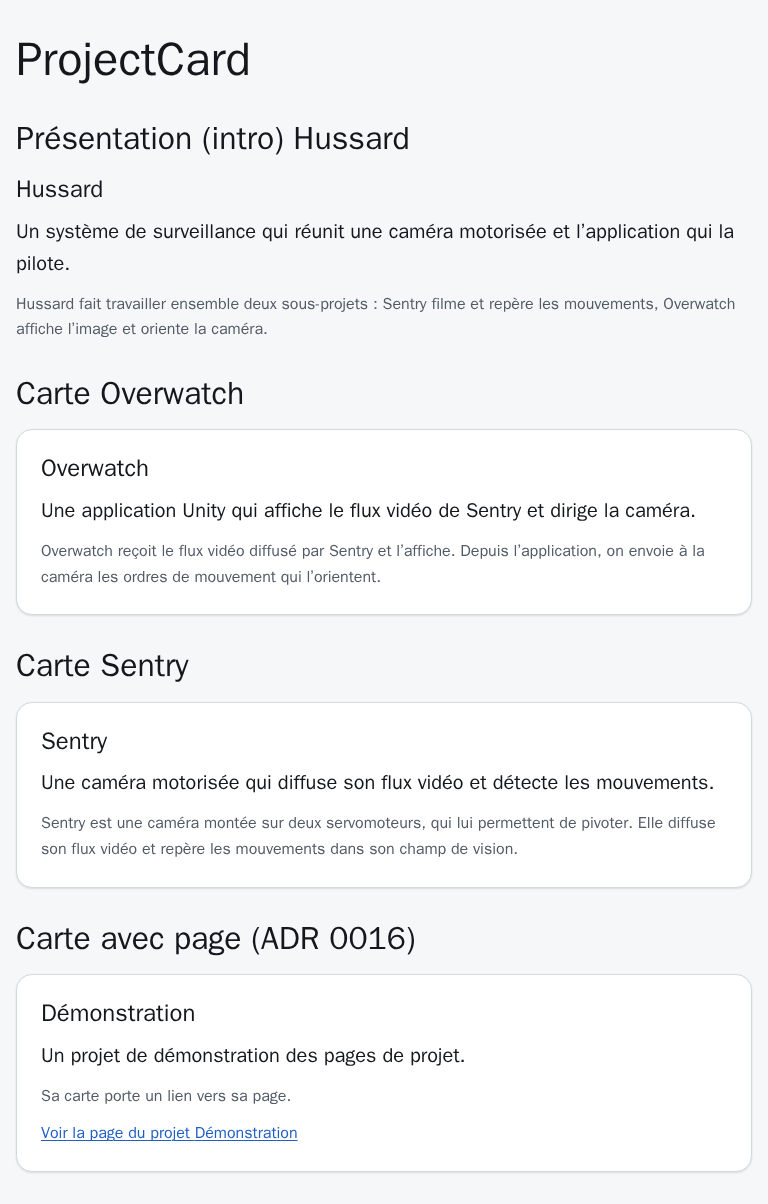 ProjectCard
Présentation (intro) Hussard
Hussard
Un système de surveillance qui réunit une caméra motorisée et l’application qui la
pilote.
Hussard fait travailler ensemble deux sous-projets : Sentry filme et repère les mouvements, Overwatch
affiche l’image et oriente la caméra.
Carte Overwatch
Overwatch
Une application Unity qui affiche le flux vidéo de Sentry et dirige la caméra.
Overwatch reçoit le flux vidéo diffusé par Sentry et l’affiche. Depuis l’application, on envoie à la
caméra les ordres de mouvement qui l’orientent.
Carte Sentry
Sentry
Une caméra motorisée qui diffuse son flux vidéo et détecte les mouvements.
Sentry est une caméra montée sur deux servomoteurs, qui lui permettent de pivoter. Elle diffuse
son flux vidéo et repère les mouvements dans son champ de vision.
Carte avec page (ADR 0016)
Démonstration
Un projet de démonstration des pages de projet.
Sa carte porte un lien vers sa page.
Voir la page du projet Démonstration